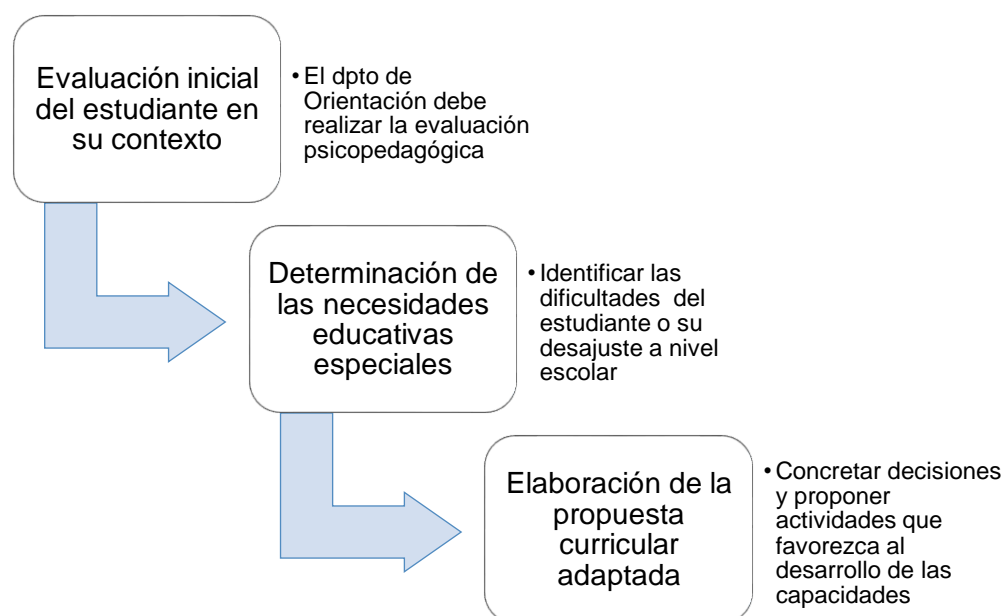 Evaluación inicial
del estudiante en
su contexto
• El dpto de
Orientación debe
realizar la evaluación
psicopedagógica
Determinación de
las necesidades
educativas
especiales
• Identificar las
dificultades del
estudiante o su
desajuste a nivel
escolar
Elaboración de la
propuesta
curricular
adaptada
• Concretar decisiones
y proponer
actividades que
favorezca al
desarrollo de las
capacidades